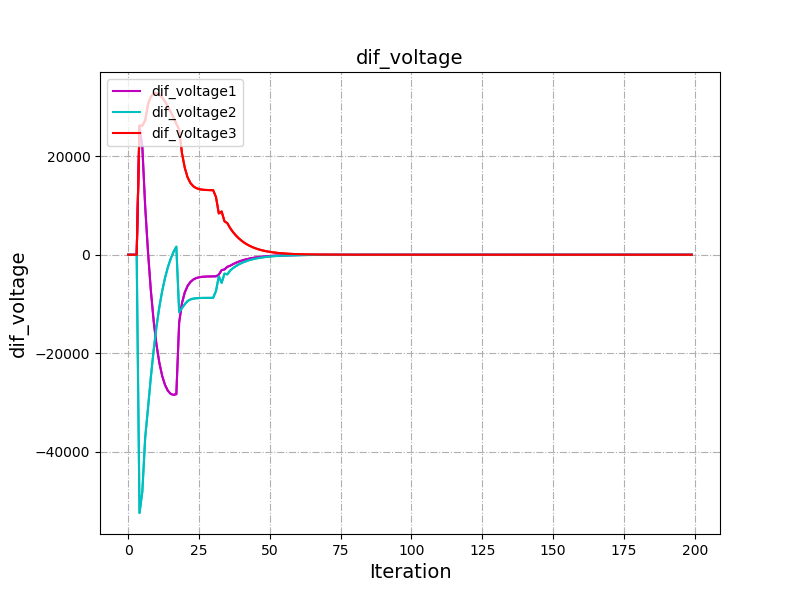 dif_voltage
dif_voltage1
dif_voltage2
dif_voltage3
20000
0
−20000
−40000
dif_voltage
0 25 50 75 100 125 150 175 200
Iteration